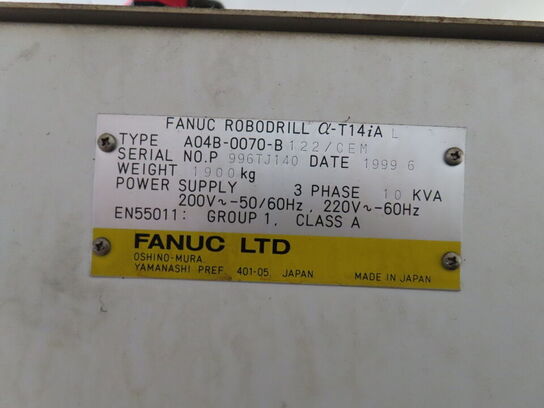 FANUC ROBODRILL α-T14iA L
TYPE A04B-0070-B122/CEM
SERIAL NO.P 996TJ140 DATE 1999 6
WEIGHT 1900kg
POWER SUPPLY 3 PHASE 10 KVA
200V~-50/60Hz, 220V~-60Hz
EN55011: GROUP 1, CLASS A
FANUC LTD
OSHINO-MURA
YAMANASHI PREF. 401-05, JAPAN MADE IN JAPAN